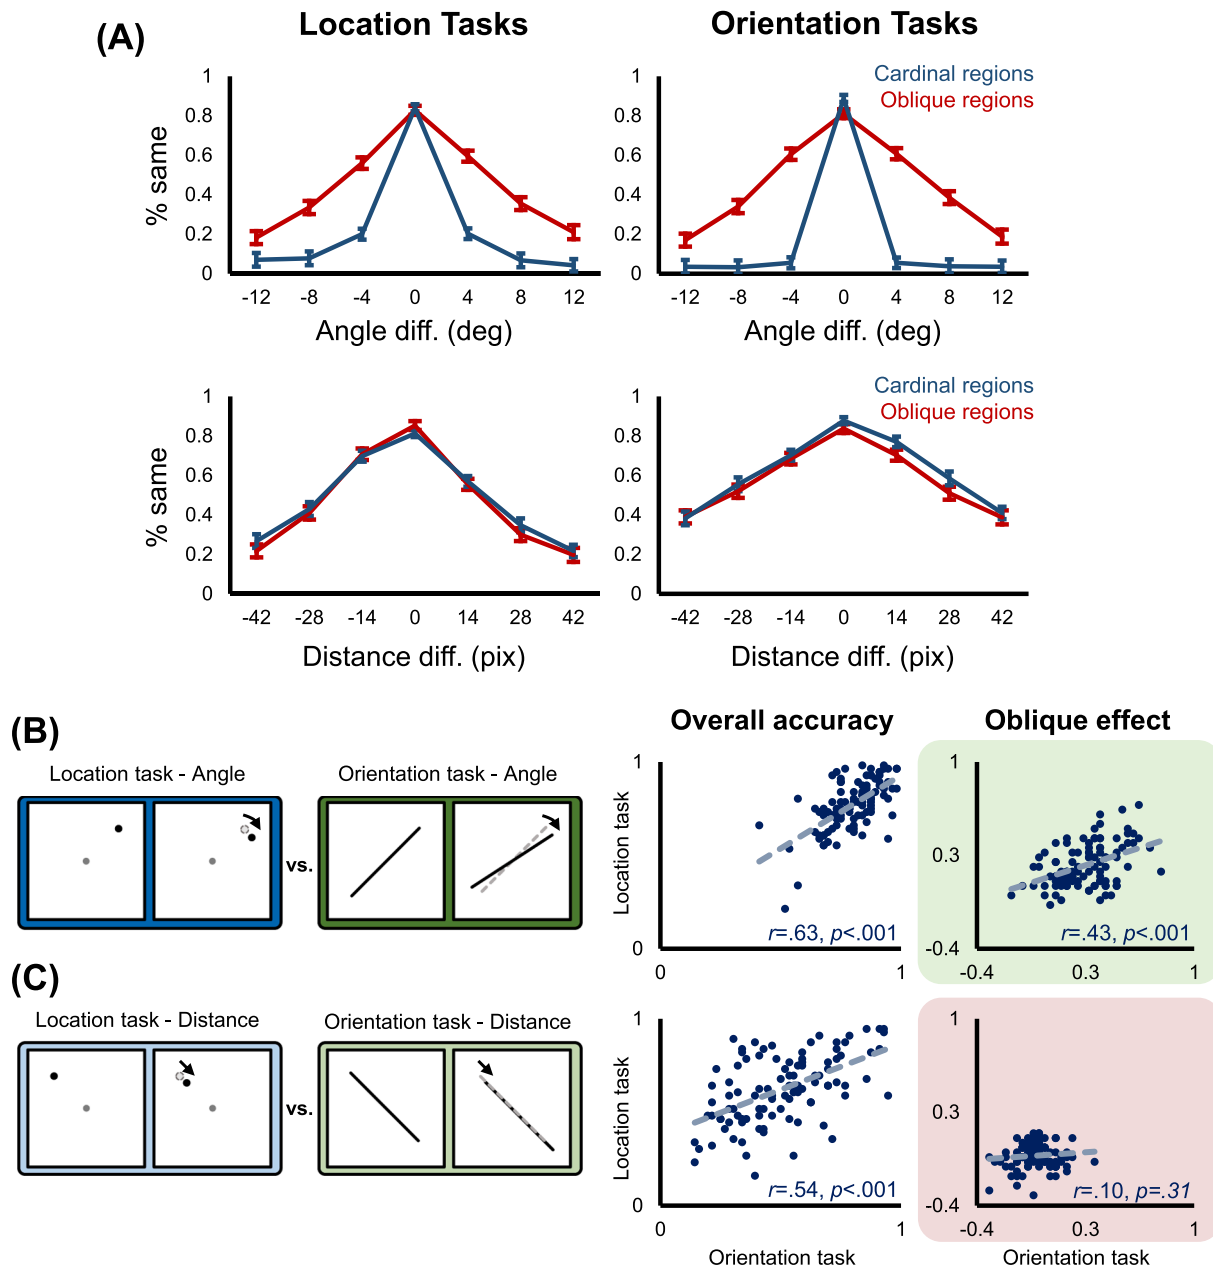 (A)
Location Tasks
Orientation Tasks
% same
1
0.8
0.6
0.4
0.2
0
-12 -8 -4 0 4 8 12
Angle diff. (deg)
Cardinal regions
Oblique regions
1
0.8
0.6
0.4
0.2
0
-12 -8 -4 0 4 8 12
Angle diff. (deg)
% same
1
0.8
0.6
0.4
0.2
0
-42 -28 -14 0 14 28 42
Distance diff. (pix)
Cardinal regions
Oblique regions
1
0.8
0.6
0.4
0.2
0
-42 -28 -14 0 14 28 42
Distance diff. (pix)
(B)
Location task - Angle
vs.
Orientation task - Angle
Overall accuracy
Location task
1
0
r=.63, p<.001
0 1
Oblique effect
1
0.3
-0.4
r=.43, p<.001
-0.4 0.3 1
(C)
Location task - Distance
vs.
Orientation task - Distance
Location task
1
0
r=.54, p<.001
0 1
Orientation task
1
0.3
-0.4
r=.10, p=.31
-0.4 0.3 1
Orientation task